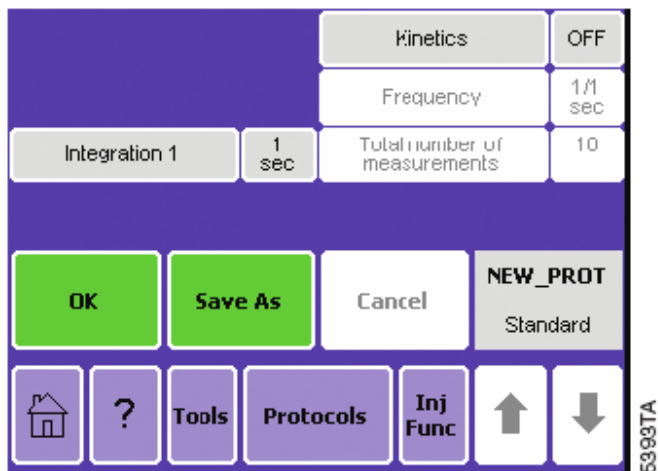 Kinetics OFF
Frequency 1/1 sec
Integration 1 1 sec Total number of measurements 10
OK Save As Cancel NEW_PROT Standard
? Tools Protocols Inj Func
5393TA